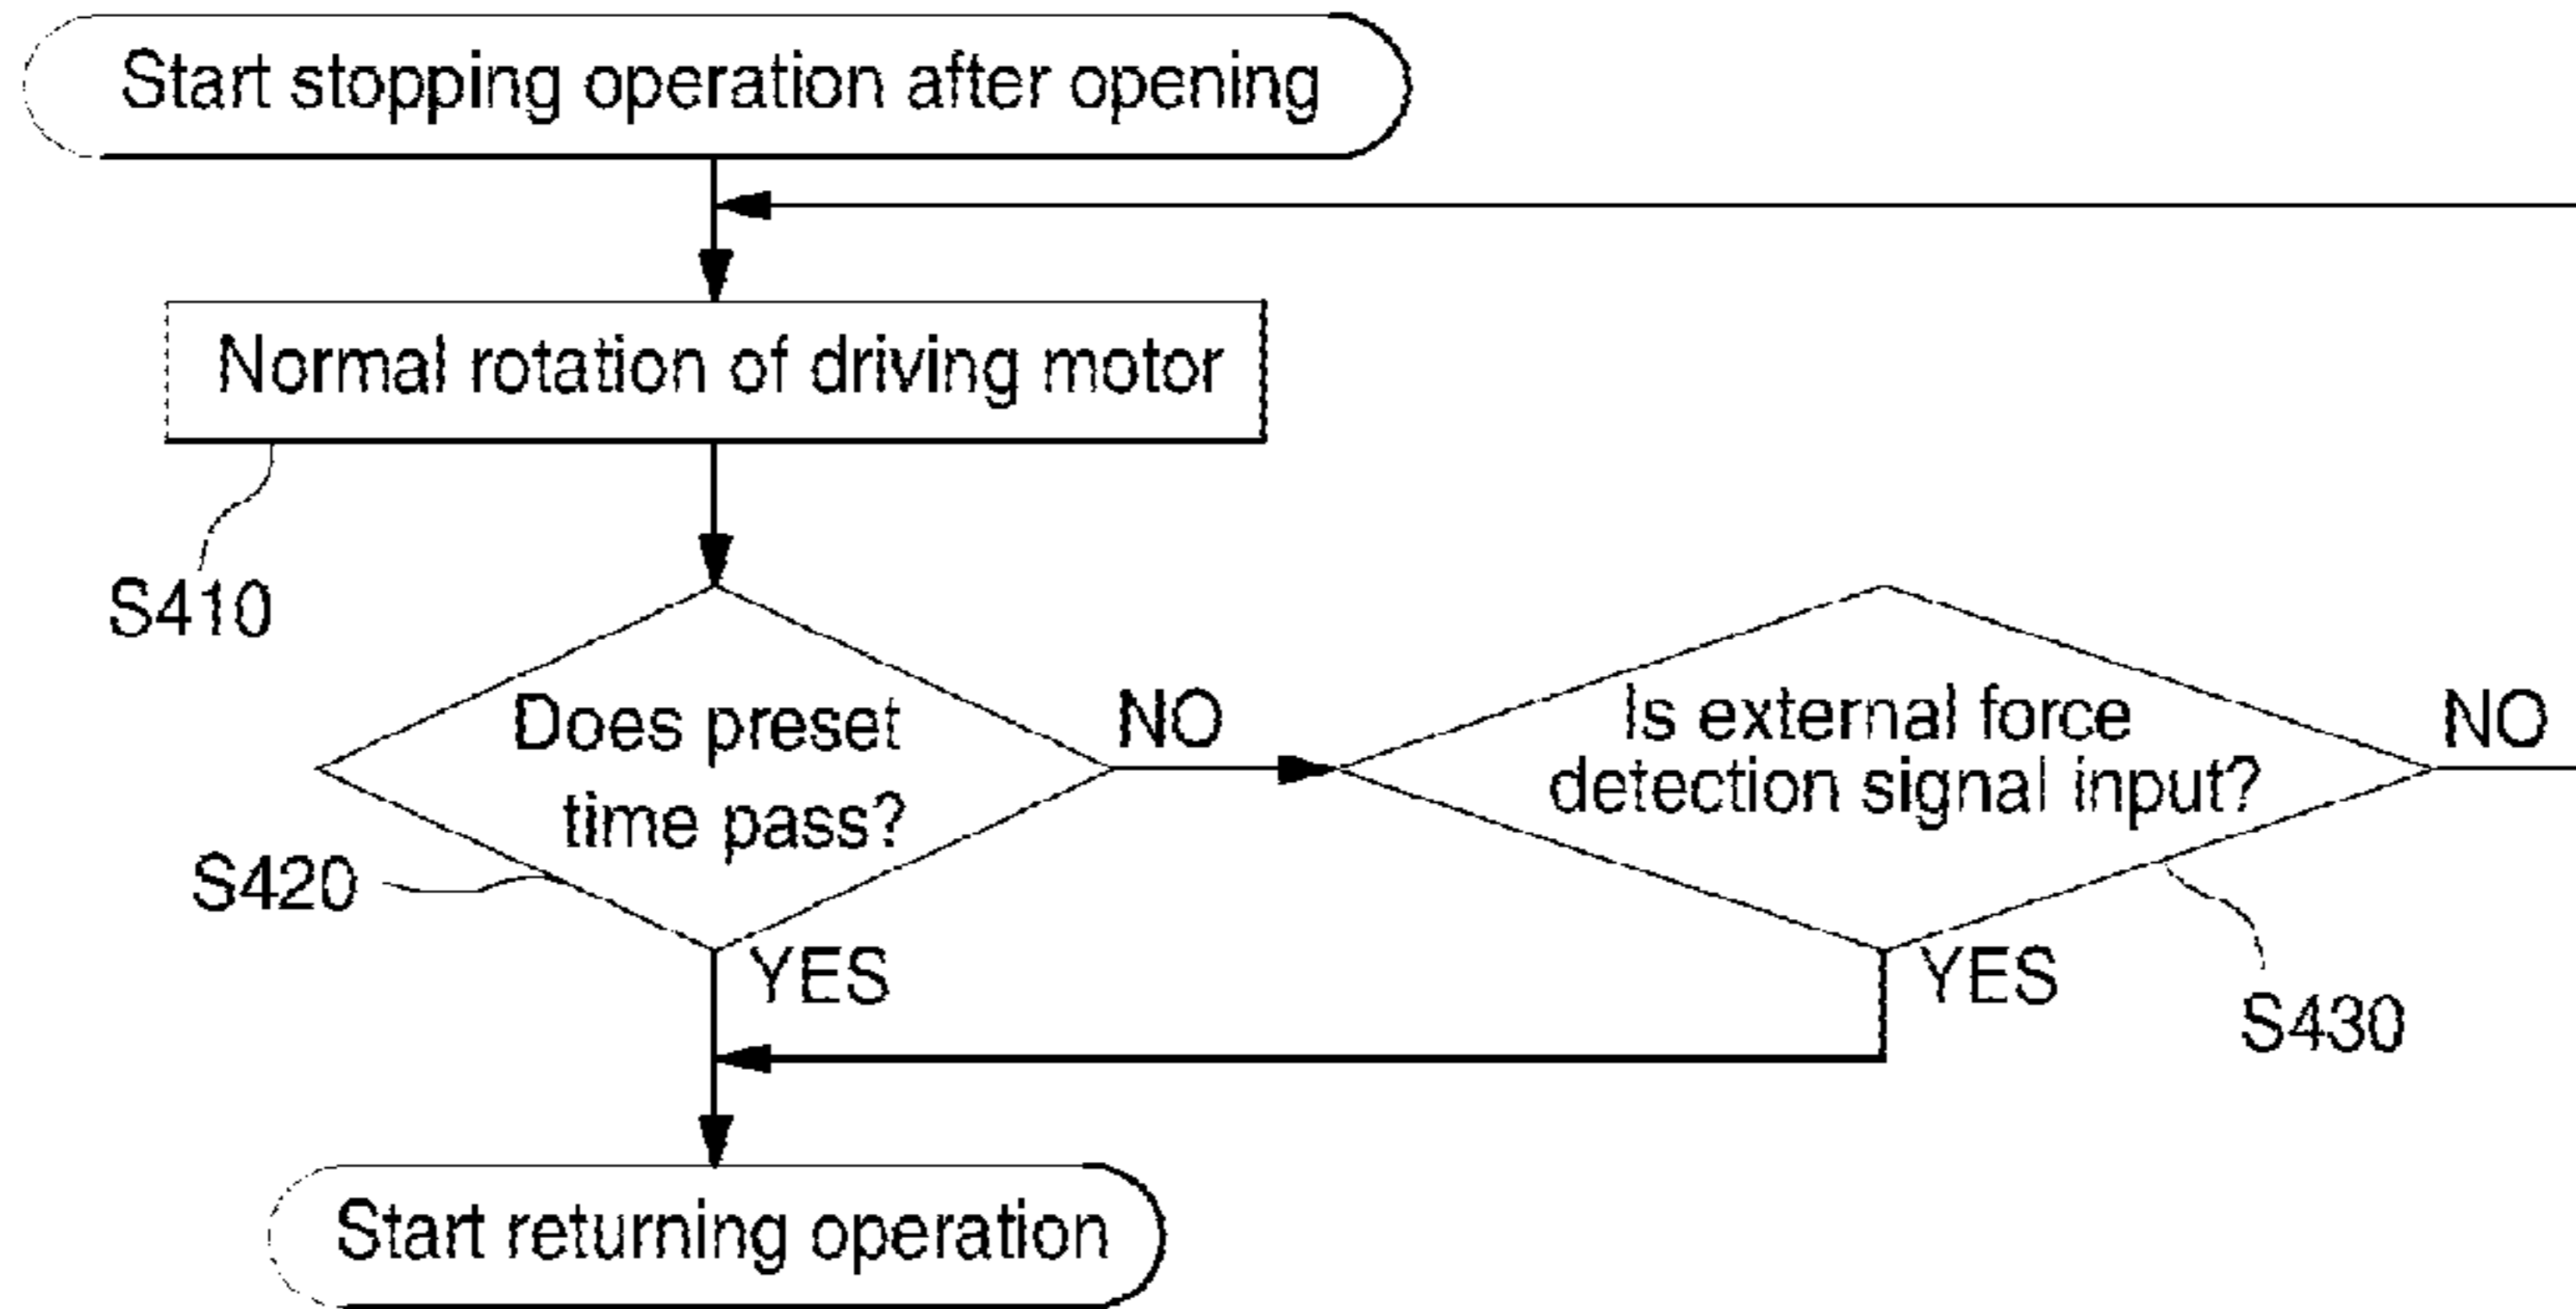 Start stopping operation after opening
Normal rotation of driving motor
S410
Does preset
time pass?
S420
NO
YES
Is external force
detection signal input?
NO
YES
S430
Start returning operation